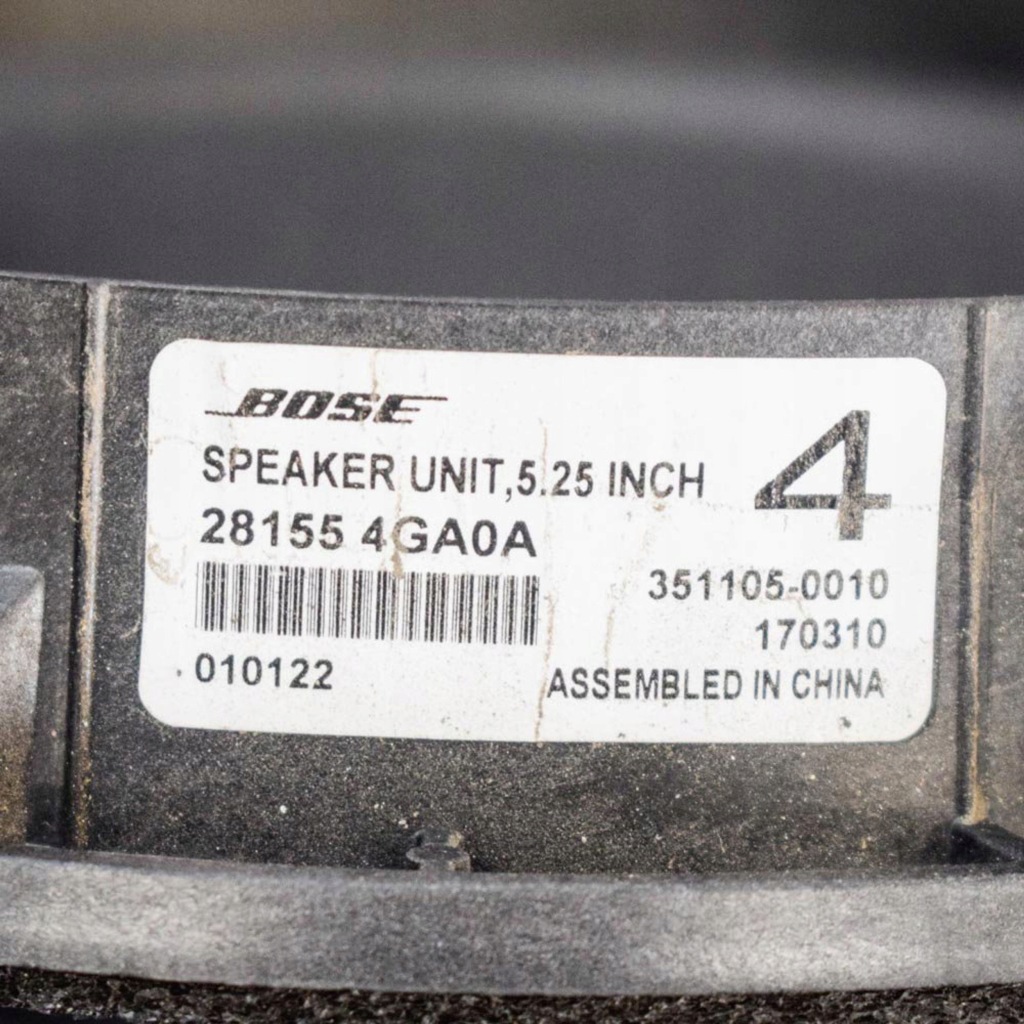 BOSE
SPEAKER UNIT,5.25 INCH
4
28155 4GA0A
351105-0010
170310
010122
ASSEMBLED IN CHINA